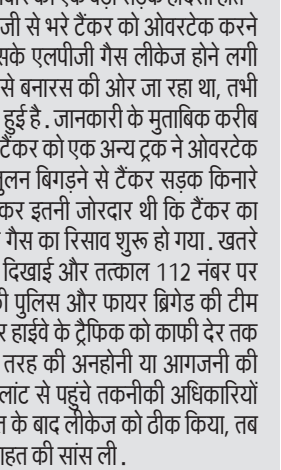 जी से भरे टैंकर को ओवरटेक करने
सके एलपीजी गैस लीकेज होने लगी
से बनारस की ओर जा रहा था, तभी
हुई है. जानकारी के मुताबिक करीब
टैंकर को एक अन्य ट्रक ने ओवरटेक
तुलन बिगड़ने से टैंकर सड़क किनारे
कर इतनी जोरदार थी कि टैंकर का
गैस का रिसाव शुरू हो गया. खतरे
दिखाई और तत्काल 112 नंबर पर
ी पुलिस और फायर ब्रिगेड की टीम
र हाईवे के ट्रैफिक को काफी देर तक
तरह की अनहोनी या आगजनी की
लांट से पहुंचे तकनीकी अधिकारियों
त के बाद लीकेज को ठीक किया, तब
ाहत की सांस ली.